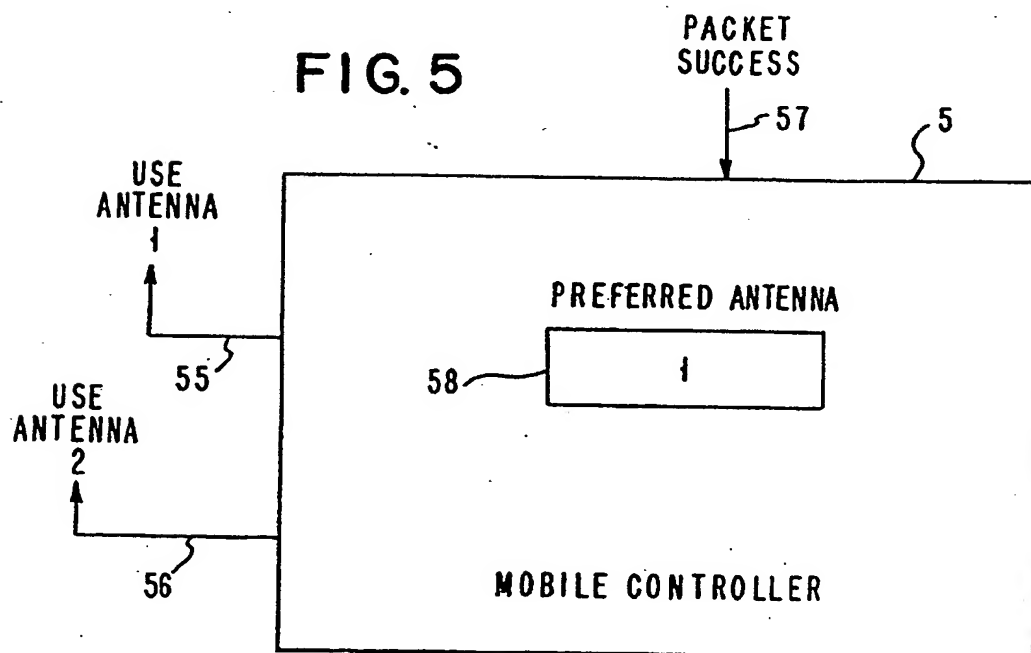 FIG. 5
PACKET
SUCCESS
57
5
USE
ANTENNA
1
55
PREFERRED ANTENNA
58
1
USE
ANTENNA
2
56
MOBILE CONTROLLER